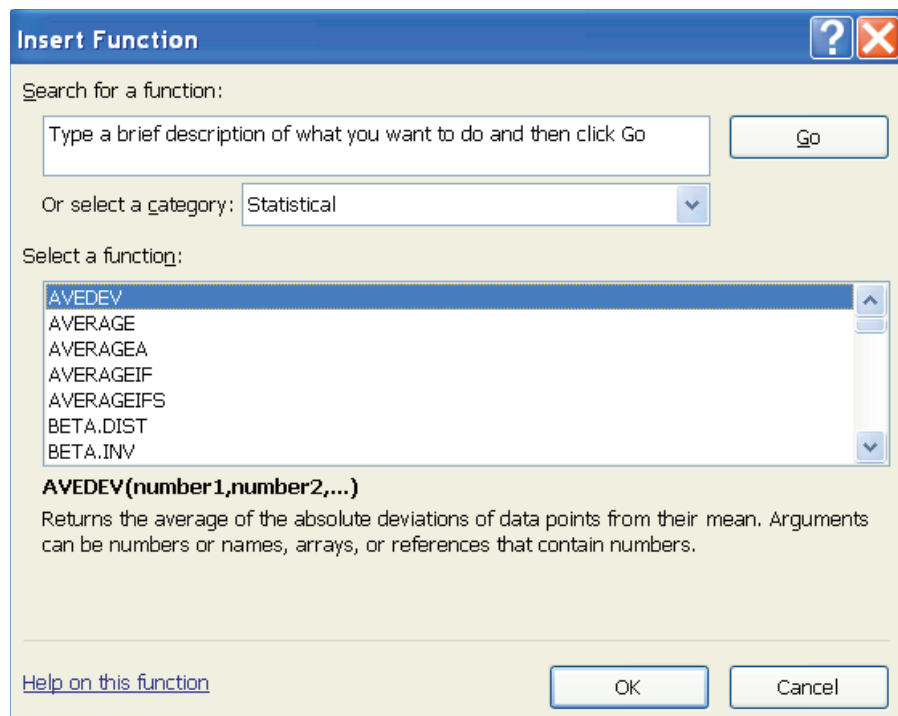 Insert Function
Search for a function:
Type a brief description of what you want to do and then click Go
Go
Or select a category: Statistical
Select a function:
AVEDEV
AVERAGE
AVERAGEA
AVERAGEIF
AVERAGEIFS
BETA.DIST
BETA.INV
AVEDEV(number1,number2,...)
Returns the average of the absolute deviations of data points from their mean. Arguments
can be numbers or names, arrays, or references that contain numbers.
Help on this function
OK
Cancel